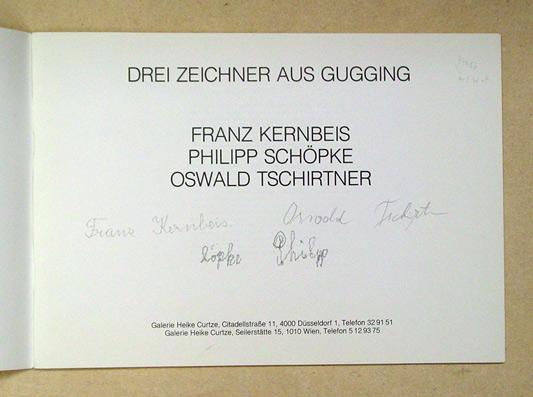 DREI ZEICHNER AUS GUGGING
FRANZ KERNBEIS
PHILIPP SCHÖPKE
OSWALD TSCHIRTNER
Franz Kernbeis. Oswald
Philipp
Galerie Heike Curtze, Citadellstraße 11, 4000 Düsseldorf 1, Telefon 32 91 51
Galerie Heike Curtze, Seilerstätte 15, 1010 Wien, Telefon 5 12 93 75